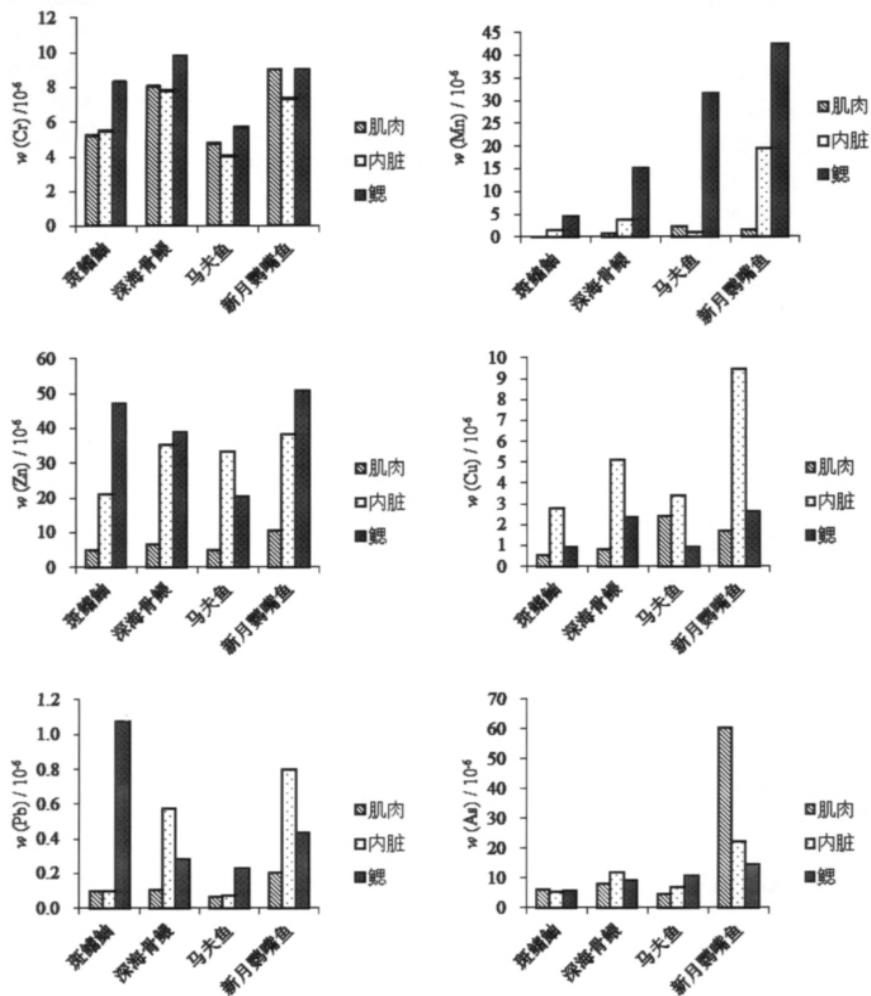 w (Cr) /10⁻⁶
12
10
8
6
4
2
0
斑鳍鲉
深海骨鳂
马夫鱼
新月鹦嘴鱼
肌肉
内脏
鳃
w (Mn) / 10⁻⁶
45
40
35
30
25
20
15
10
5
0
斑鳍鲉
深海骨鳂
马夫鱼
新月鹦嘴鱼
肌肉
内脏
鳃
w (Zn) / 10⁻⁶
60
50
40
30
20
10
0
斑鳍鲉
深海骨鳂
马夫鱼
新月鹦嘴鱼
肌肉
内脏
鳃
w (Cu) / 10⁻⁶
10
9
8
7
6
5
4
3
2
1
0
斑鳍鲉
深海骨鳂
马夫鱼
新月鹦嘴鱼
肌肉
内脏
鳃
w (Pb) / 10⁻⁶
1.2
1.0
0.8
0.6
0.4
0.2
0.0
斑鳍鲉
深海骨鳂
马夫鱼
新月鹦嘴鱼
肌肉
内脏
鳃
w (As) / 10⁻⁶
70
60
50
40
30
20
10
0
斑鳍鲉
深海骨鳂
马夫鱼
新月鹦嘴鱼
肌肉
内脏
鳃